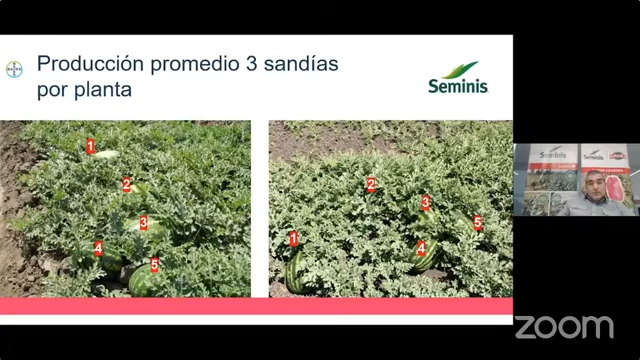 Producción promedio 3 sandías
por planta
BAYER
Seminis
1
2
3
4
5
1
2
3
4
5
Seminis
Seminis
zoom